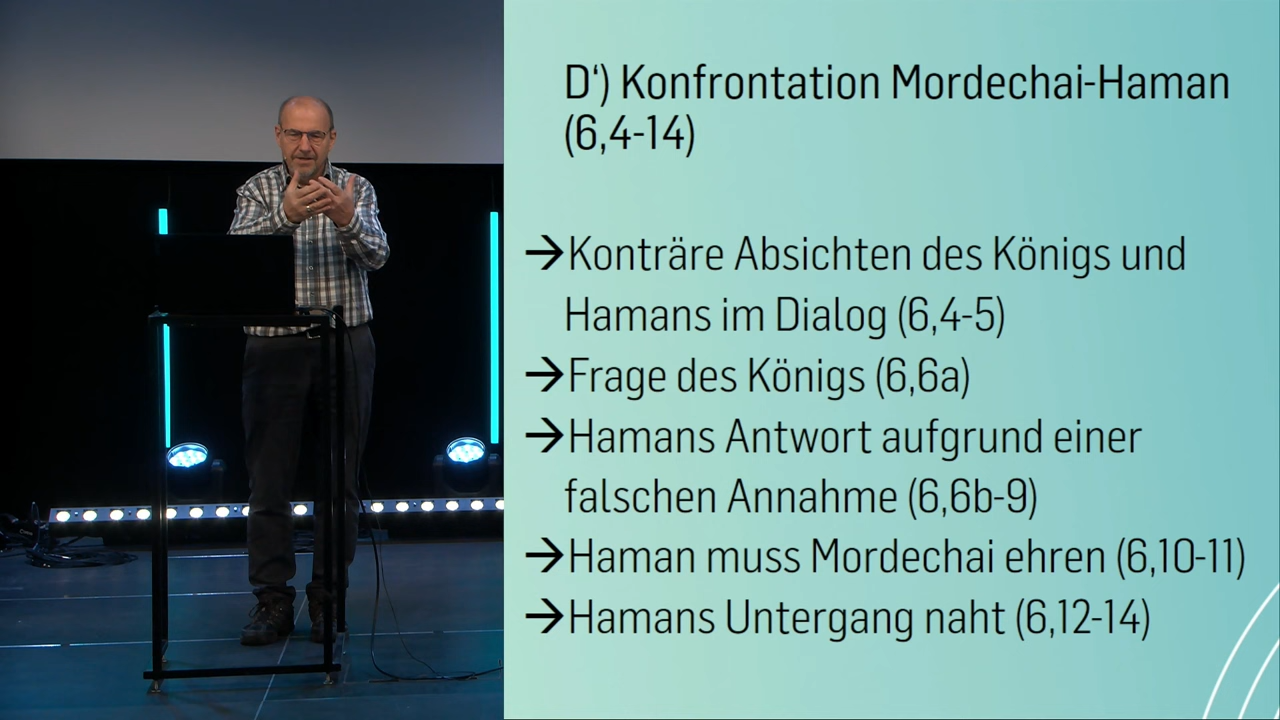 D‘) Konfrontation Mordechai-Haman
(6,4-14)
→Konträre Absichten des Königs und
Hamans im Dialog (6,4-5)
→Frage des Königs (6,6a)
→Hamans Antwort aufgrund einer
falschen Annahme (6,6b-9)
→Haman muss Mordechai ehren (6,10-11)
→Hamans Untergang naht (6,12-14)